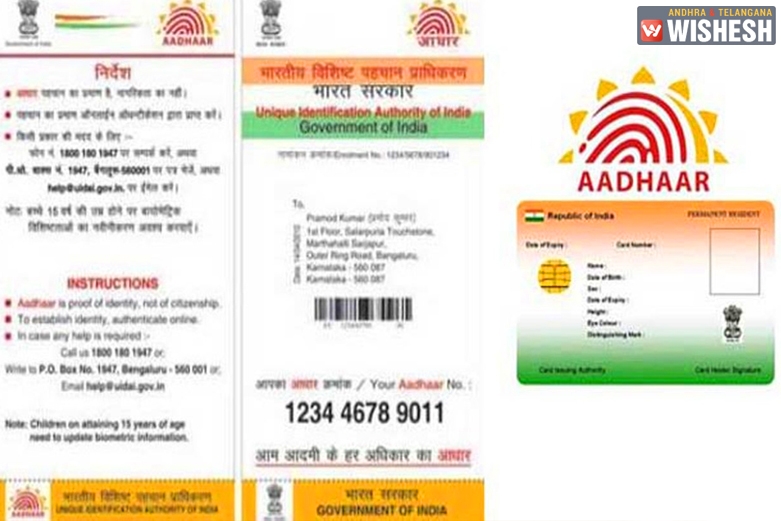 Government of India
AADHAAR
निर्देश
आधार पहचान का प्रमाण है, नागरिकता का नहीं।
पहचान का प्रमाण ऑनलाईन ऑथन्टीकेशन द्वारा प्राप्त करें।
किसी प्रकार की मदद के लिए :-
फोन नं. 1800 180 1947 पर सम्पर्क करें, अथवा
पी.ओ. बाक्स नं. 1947, बेंगलुरू-560001 पर पत्र भेजें, अथवा
help@uidai.gov.in. पर ईमेल करें।
नोट: बच्चे 15 वर्ष की उम्र होने पर बायोमेट्रिक
विशिष्टताओं का नवीनीकरण अवश्य करवाएँ।
INSTRUCTIONS
Aadhaar is proof of identity, not of citizenship.
To establish identity, authenticate online.
In case any help is required :-
Call us 1800 180 1947 or;
Write to P.O. Box No. 1947, Bengaluru - 560 001 or;
Email help@uidai.gov.in
Note: Children on attaining 15 years of age
need to update biometric information.
AADHAAR
भारतीय विशिष्ट पहचान प्राधिकरण
UNIQUE IDENTIFICATION AUTHORITY OF INDIA
आधार
भारतीय विशिष्ट पहचान प्राधिकरण
भारत सरकार
Unique Identification Authority of India
Government of India
नामांकन क्रमांक/Enrolment No.: 1234/5678/901234
To,
Pramod Kumar (प्रमोद कुमार)
1st Floor, Salarpuria Touchstone,
Marthahalli Sarjapur,
Outer Ring Road, Bengaluru,
Karnataka - 560 087
Karnataka - 560 087
आपका आधार क्रमांक / Your Aadhaar No. :
1234 4678 9011
आम आदमी के हर अधिकार का आधार
भारत सरकार
GOVERNMENT OF INDIA
ANDHRA & TELANGANA
W WISHESH
AADHAAR
Republic of India
PERMANENT RESIDENT
Date of Expiry :
Card Number :
Name :
Date of Birth :
Sex :
Date of Expiry :
Height :
Eye Colour :
Distinguishing Mark :
Card Issuing Authority
Card Holder Signature